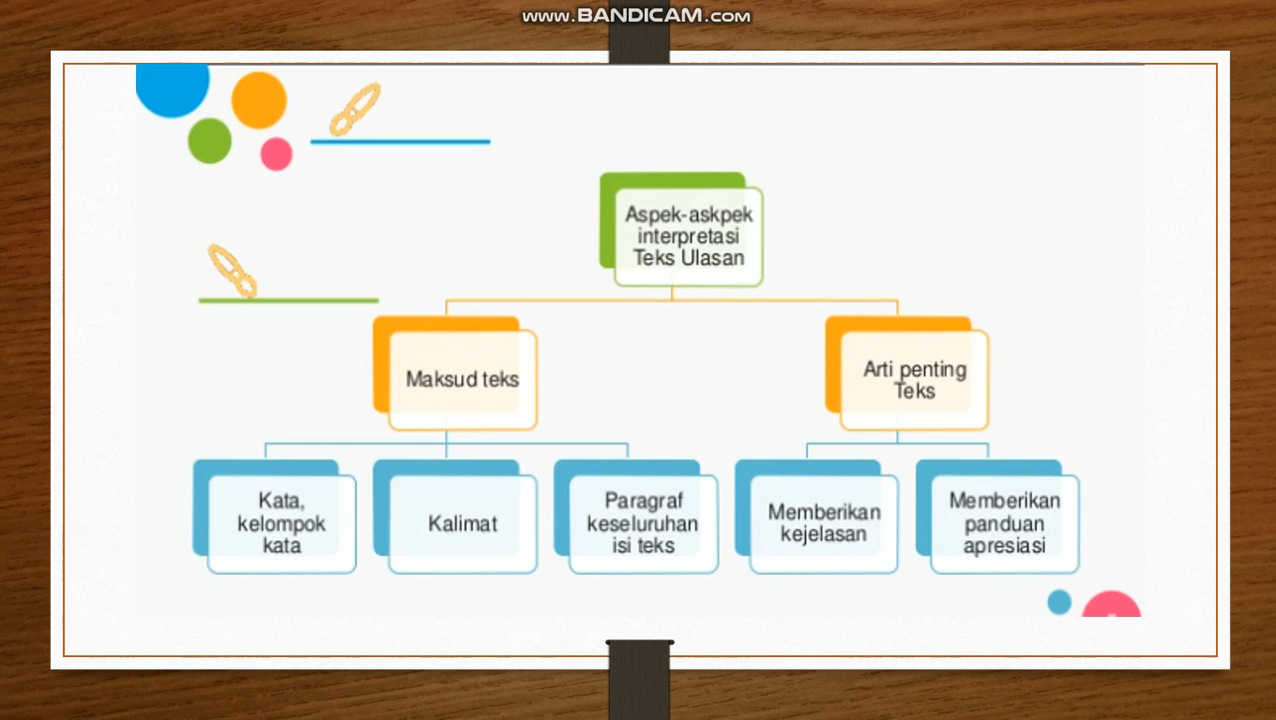 www.BANDICAM.com
Aspek-askpek
interpretasi
Teks Ulasan
Maksud teks
Arti penting
Teks
Kata,
kelompok
kata
Kalimat
Paragraf
keseluruhan
isi teks
Memberikan
kejelasan
Memberikan
panduan
apresiasi